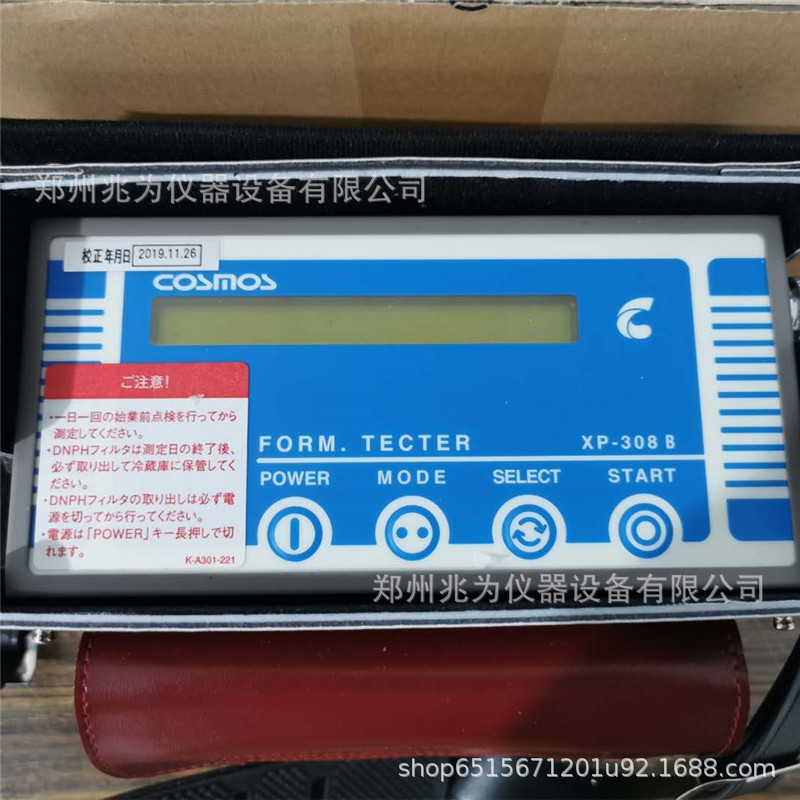 郑州兆为仪器设备有限公司
校正年月日 2019.11.26
COSMOS
ご注意!
・一日一回の始業前点検を行ってから
測定してください。
・DNPHフィルタは測定日の終了後、
必ず取り出して冷蔵庫に保管してく
ださい。
・DNPHフィルタの取り出しは必ず電
源を切ってから行ってください。
・電源は「POWER」キー長押しで切
れます。
K-A301-221
FORM. TECTER XP-308 B
POWER MODE SELECT START
郑州兆为仪器设备有限公司
shop6515671201u92.1688.com